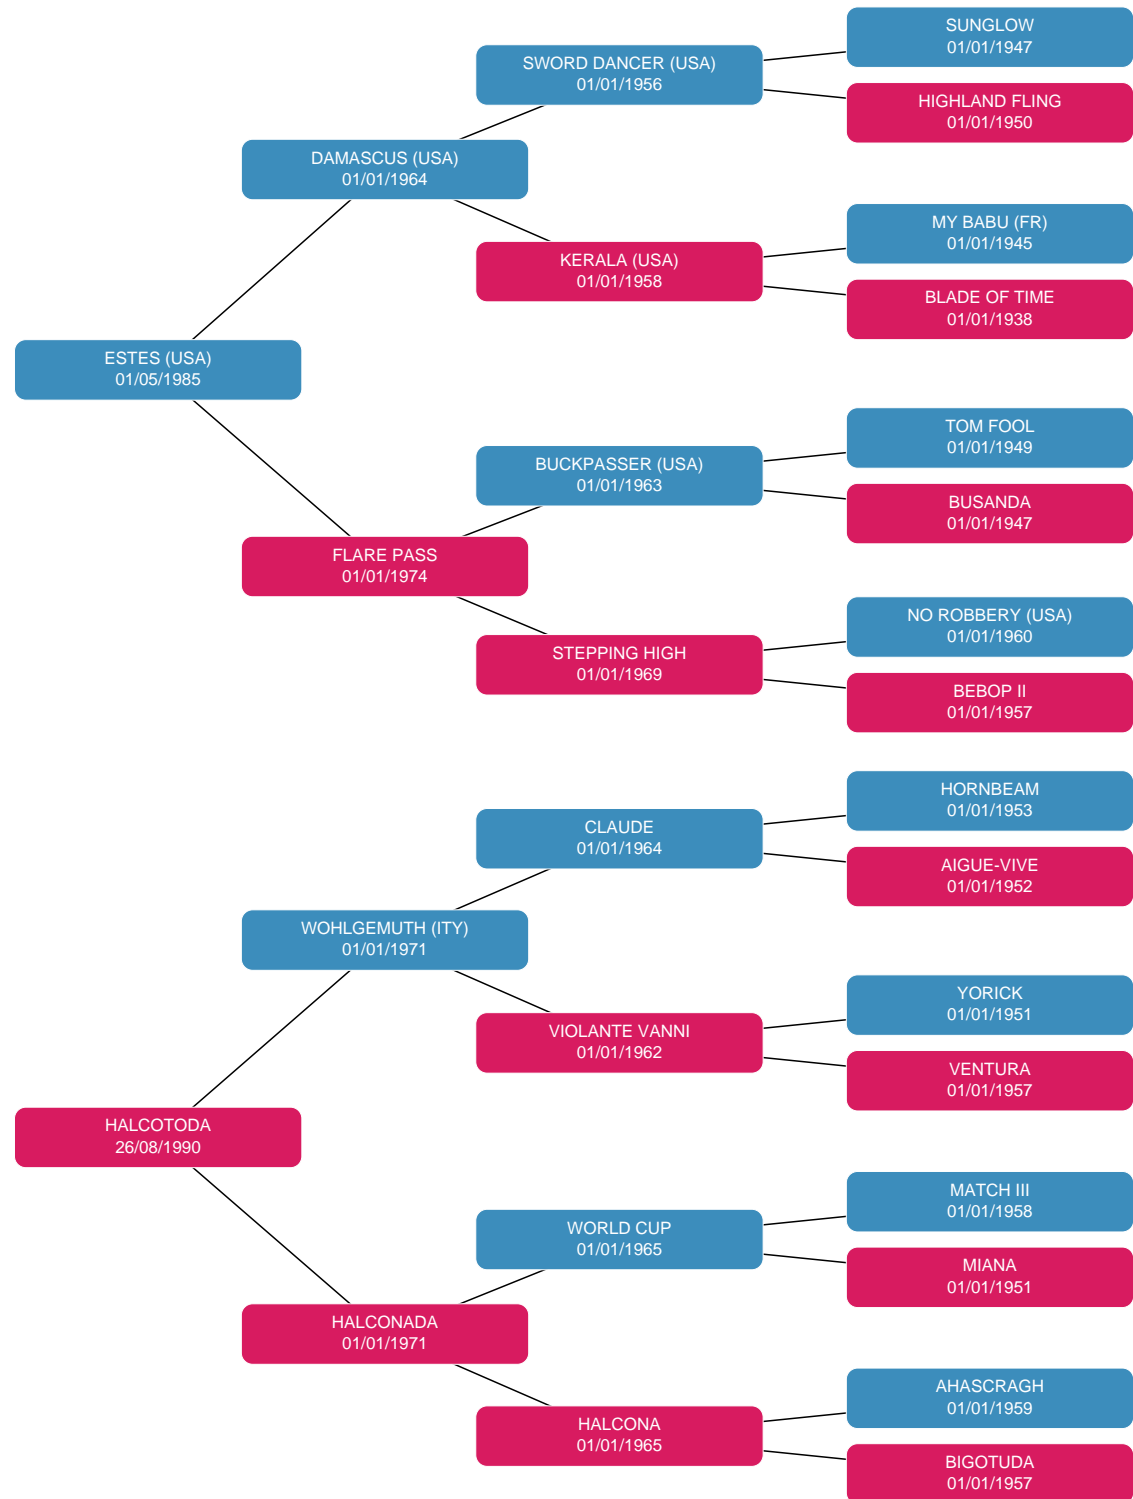 SUNGLOW
01/01/1947
SWORD DANCER (USA)
01/01/1956
HIGHLAND FLING
01/01/1950
DAMASCUS (USA)
01/01/1964
MY BABU (FR)
01/01/1945
KERALA (USA)
01/01/1958
BLADE OF TIME
01/01/1938
ESTES (USA)
01/05/1985
TOM FOOL
01/01/1949
BUCKPASSER (USA)
01/01/1963
BUSANDA
01/01/1947
FLARE PASS
01/01/1974
NO ROBBERY (USA)
01/01/1960
STEPPING HIGH
01/01/1969
BEBOP II
01/01/1957
HORNBEAM
01/01/1953
CLAUDE
01/01/1964
AIGUE-VIVE
01/01/1952
WOHLGEMUTH (ITY)
01/01/1971
YORICK
01/01/1951
VIOLANTE VANNI
01/01/1962
VENTURA
01/01/1957
HALCOTODA
26/08/1990
MATCH III
01/01/1958
WORLD CUP
01/01/1965
MIANA
01/01/1951
HALCONADA
01/01/1971
AHASCRAGH
01/01/1959
HALCONA
01/01/1965
BIGOTUDA
01/01/1957